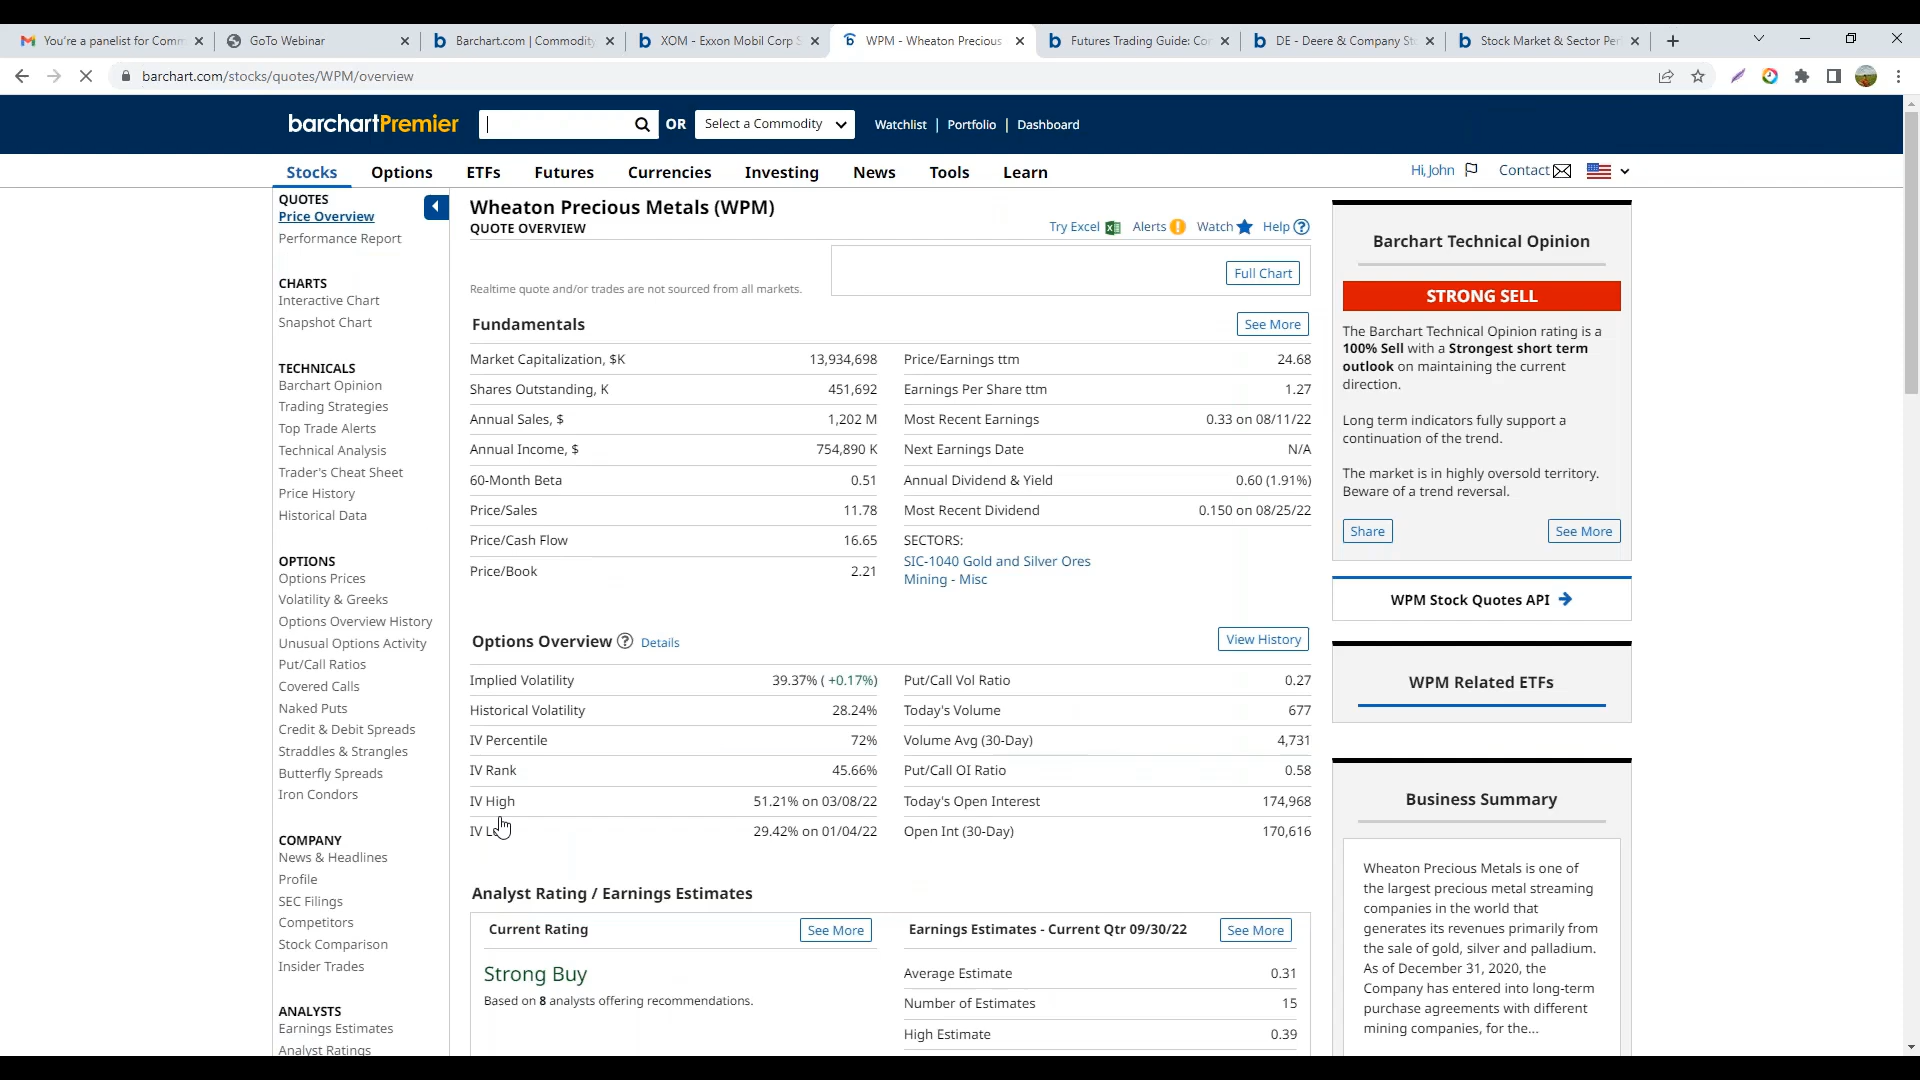 You're a panelist for Comm
GoTo Webinar
Barchart.com | Commodity
XOM - Exxon Mobil Corp S
WPM - Wheaton Precious
Futures Trading Guide: Co
DE - Deere & Company St
Stock Market & Sector Per
barchart.com/stocks/quotes/WPM/overview
barchartPremier
OR
Select a Commodity
Watchlist | Portfolio | Dashboard
Stocks
Options
ETFs
Futures
Currencies
Investing
News
Tools
Learn
Hi, John
Contact
QUOTES
Price Overview
Performance Report
CHARTS
Interactive Chart
Snapshot Chart
TECHNICALS
Barchart Opinion
Trading Strategies
Top Trade Alerts
Technical Analysis
Trader's Cheat Sheet
Price History
Historical Data
OPTIONS
Options Prices
Volatility & Greeks
Options Overview History
Unusual Options Activity
Put/Call Ratios
Covered Calls
Naked Puts
Credit & Debit Spreads
Straddles & Strangles
Butterfly Spreads
Iron Condors
COMPANY
News & Headlines
Profile
SEC Filings
Competitors
Stock Comparison
Insider Trades
ANALYSTS
Earnings Estimates
Analyst Ratings
Wheaton Precious Metals (WPM)
QUOTE OVERVIEW
Try Excel Alerts Watch Help
Realtime quote and/or trades are not sourced from all markets.
Full Chart
Fundamentals
See More
Market Capitalization, $K 13,934,698
Shares Outstanding, K 451,692
Annual Sales, $ 1,202 M
Annual Income, $ 754,890 K
60-Month Beta 0.51
Price/Sales 11.78
Price/Cash Flow 16.65
Price/Book 2.21
Price/Earnings ttm 24.68
Earnings Per Share ttm 1.27
Most Recent Earnings 0.33 on 08/11/22
Next Earnings Date N/A
Annual Dividend & Yield 0.60 (1.91%)
Most Recent Dividend 0.150 on 08/25/22
SECTORS:
SIC-1040 Gold and Silver Ores
Mining - Misc
Options Overview ? Details
View History
Implied Volatility 39.37% ( +0.17%)
Historical Volatility 28.24%
IV Percentile 72%
IV Rank 45.66%
IV High 51.21% on 03/08/22
IV 29.42% on 01/04/22
Put/Call Vol Ratio 0.27
Today's Volume 677
Volume Avg (30-Day) 4,731
Put/Call OI Ratio 0.58
Today's Open Interest 174,968
Open Int (30-Day) 170,616
Analyst Rating / Earnings Estimates
Current Rating
See More
Strong Buy
Based on 8 analysts offering recommendations.
Earnings Estimates - Current Qtr 09/30/22
See More
Average Estimate 0.31
Number of Estimates 15
High Estimate 0.39
Barchart Technical Opinion
STRONG SELL
The Barchart Technical Opinion rating is a
100% Sell with a Strongest short term
outlook on maintaining the current
direction.
Long term indicators fully support a
continuation of the trend.
The market is in highly oversold territory.
Beware of a trend reversal.
Share
See More
WPM Stock Quotes API
WPM Related ETFs
Business Summary
Wheaton Precious Metals is one of
the largest precious metal streaming
companies in the world that
generates its revenues primarily from
the sale of gold, silver and palladium.
As of December 31, 2020, the
Company has entered into long-term
purchase agreements with different
mining companies, for the...